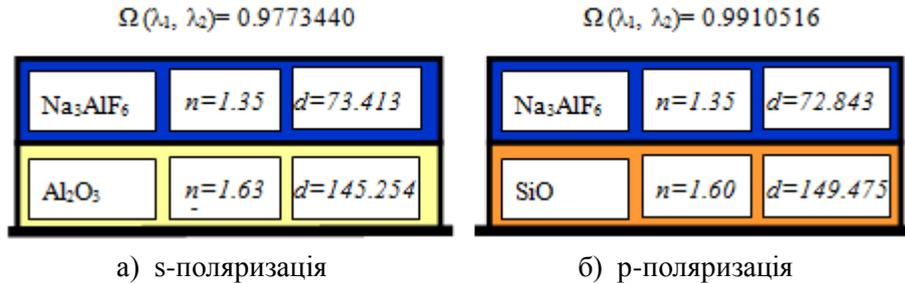 Ω (λ₁, λ₂)= 0.9773440
Ω (λ₁, λ₂)= 0.9910516
Na₃AlF₆ n=1.35 d=73.413
Na₃AlF₆ n=1.35 d=72.843
Al₂O₃ n=1.63 d=145.254
SiO n=1.60 d=149.475
а) s-поляризація
б) р-поляризація